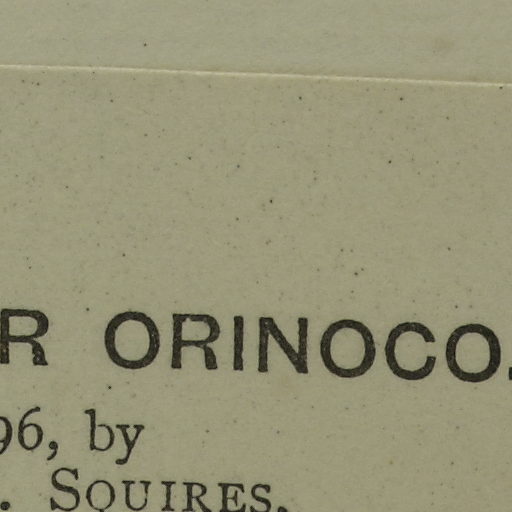 R ORINOCO.
96, by
. SQUIRES.